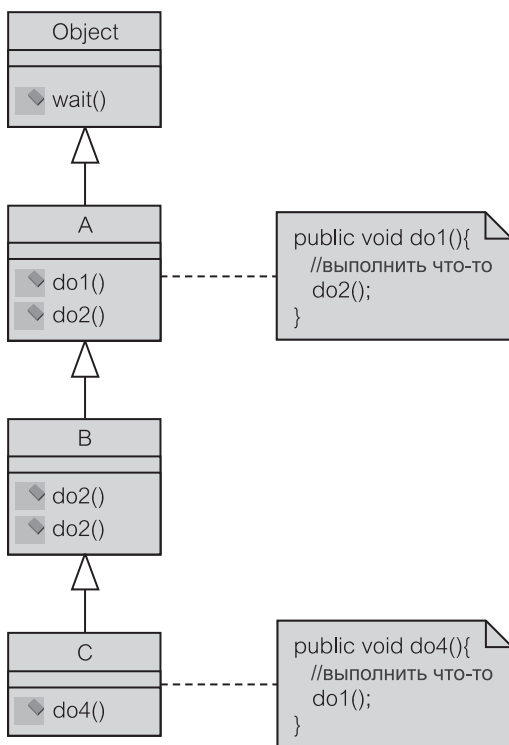 Object
wait()
A
do1()
do2()
public void do1(){
//выполнить что-то
do2();
}
B
do2()
do2()
C
do4()
public void do4(){
//выполнить что-то
do1();
}